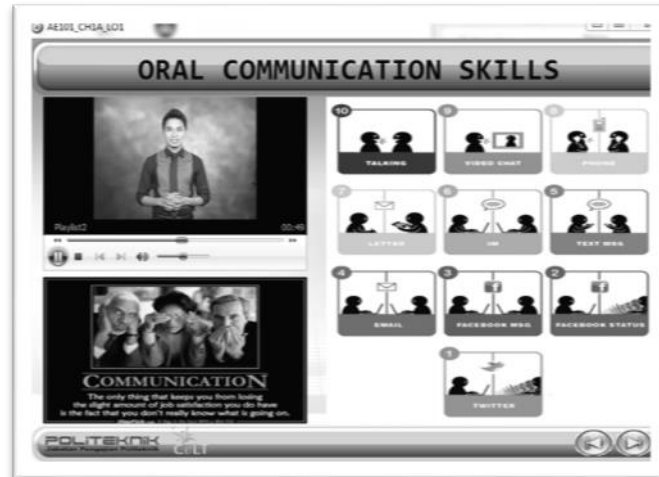 AE101_CH1A_LO1
ORAL COMMUNICATION SKILLS
Playlist2 00:49
10 TALKING
9 VIDEO CHAT
8 PHONE
7 LETTER
6 IM
5 TEXT MSG
4 EMAIL
3 FACEBOOK MSG
2 FACEBOOK STATUS
1 TWITTER
COMMUNICATION
The only thing that keeps you from losing
the slight amount of job satisfaction you do have
is the fact that you don't really know what is going on.
POLITEKNIK
Jabatan Pengajian Politeknik
CeLT